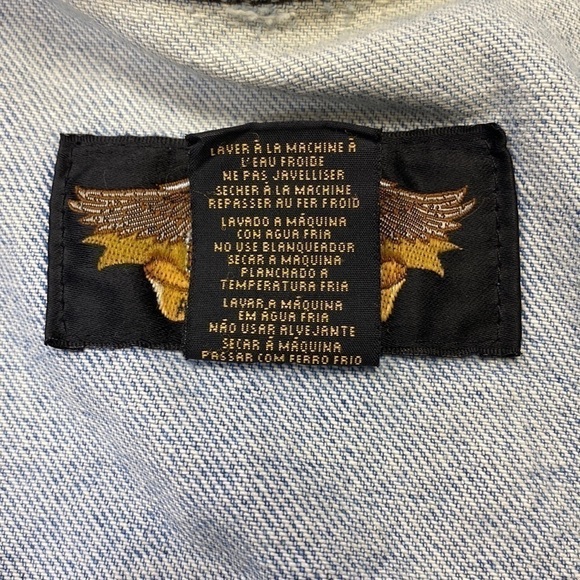 LAVER À LA MACHINE À
L'EAU FROIDE
NE PAS JAVELLISER
SECHER À LA MACHINE,
REPASSER AU FER FROID
LAVADO A MÁQUINA
CON AGUA FRIA
NO USE BLANQUEADOR
SECAR A MÁQUINA
PLANCHADO A
TEMPERATURA FRIA
LAVAR A MÁQUINA
EM ÁGUA FRIA
NÃO USAR ALVEJANTE
SECAR Á MÁQUINA
PASSAR COM FERRO FRIO